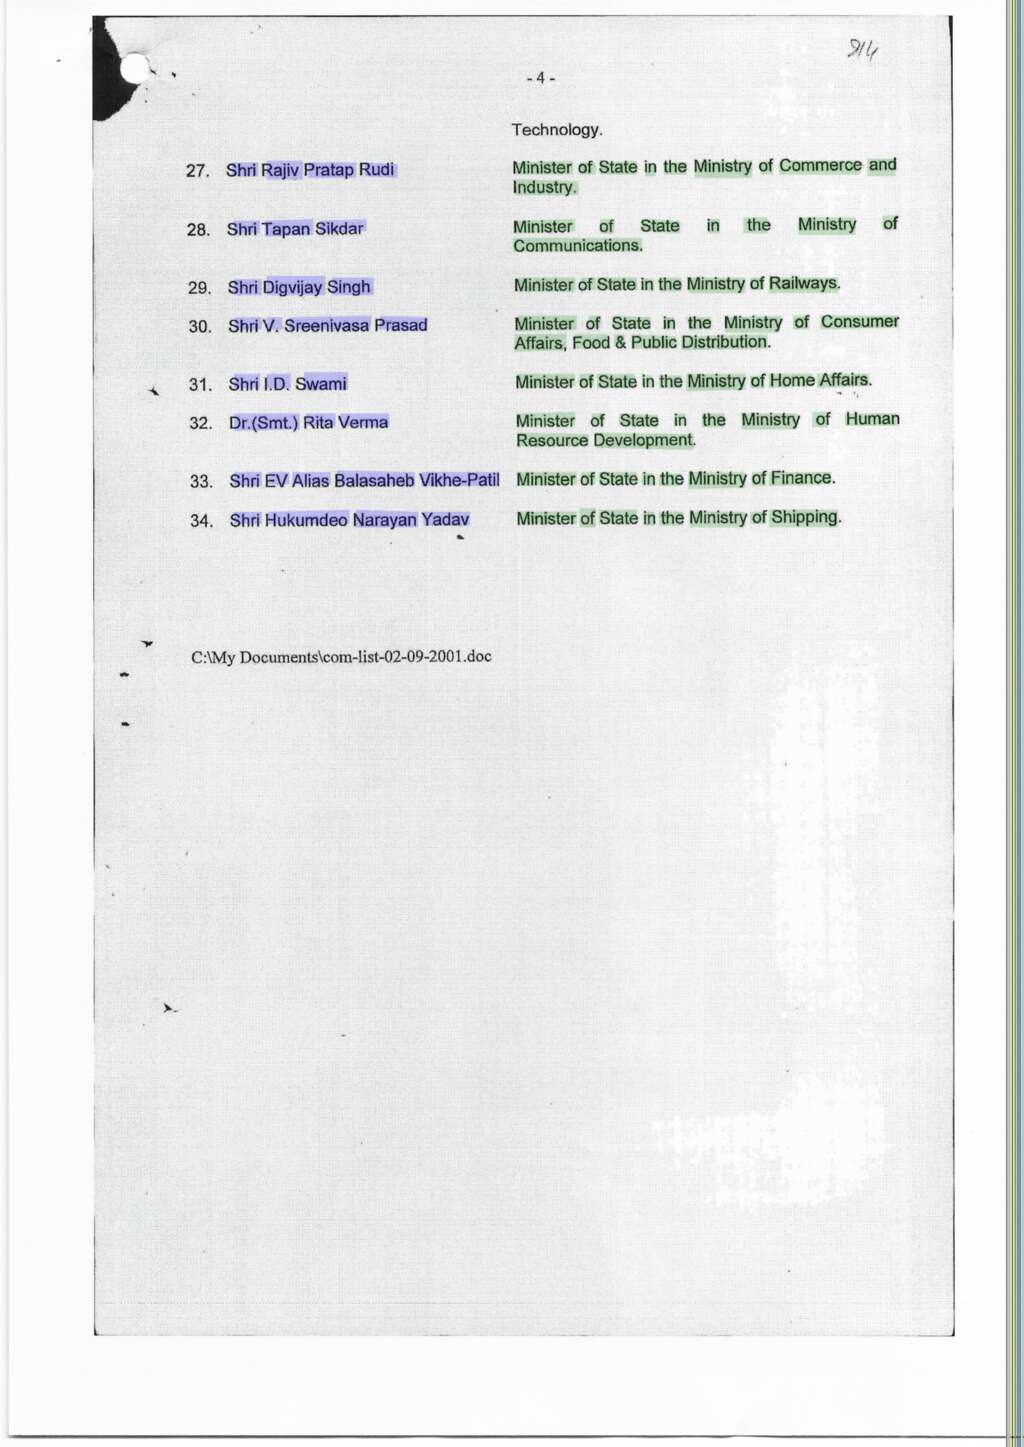 914
- 4 -
Technology.
27. Shri Rajiv Pratap Rudi Minister of State in the Ministry of Commerce and
Industry.
28. Shri Tapan Sikdar Minister of State in the Ministry of
Communications.
29. Shri Digvijay Singh Minister of State in the Ministry of Railways.
30. Shri V. Sreenivasa Prasad Minister of State in the Ministry of Consumer
Affairs, Food & Public Distribution.
31. Shri I.D. Swami Minister of State in the Ministry of Home Affairs.
32. Dr.(Smt.) Rita Verma Minister of State in the Ministry of Human
Resource Development.
33. Shri EV Alias Balasaheb Vikhe-Patil Minister of State in the Ministry of Finance.
34. Shri Hukumdeo Narayan Yadav Minister of State in the Ministry of Shipping.
C:\My Documents\com-list-02-09-2001.doc